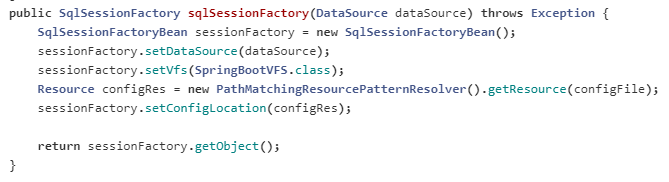 public SqlSessionFactory sqlSessionFactory(DataSource dataSource) throws Exception {
    SqlSessionFactoryBean sessionFactory = new SqlSessionFactoryBean();
    sessionFactory.setDataSource(dataSource);
    sessionFactory.setVfs(SpringBootVFS.class);
    Resource configRes = new PathMatchingResourcePatternResolver().getResource(configFile);
    sessionFactory.setConfigLocation(configRes);

    return sessionFactory.getObject();
}